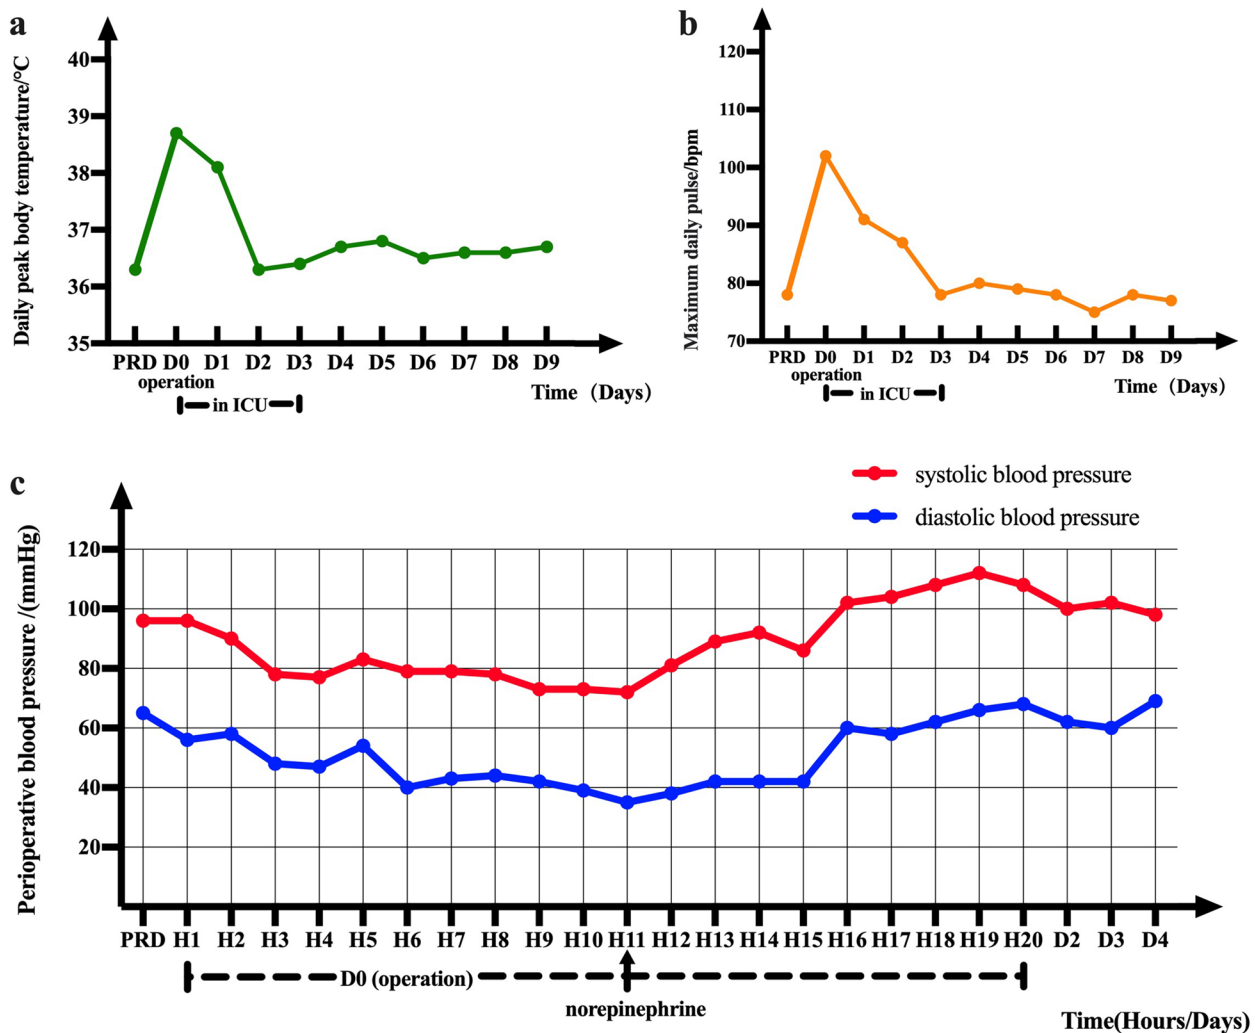 a
Daily peak body temperature/°C
40
39
38
37
36
35
PRD D0 D1 D2 D3 D4 D5 D6 D7 D8 D9
operation
in ICU
Time（Days）
b
Maximum daily pulse/bpm
120
110
100
90
80
70
PRD D0 D1 D2 D3 D4 D5 D6 D7 D8 D9
operation
in ICU
Time（Days）
c
systolic blood pressure
diastolic blood pressure
Perioperative blood pressure /(mmHg)
120
100
80
60
40
20
PRD H1 H2 H3 H4 H5 H6 H7 H8 H9 H10 H11 H12 H13 H14 H15 H16 H17 H18 H19 H20 D2 D3 D4
D0 (operation)
norepinephrine
Time(Hours/Days)